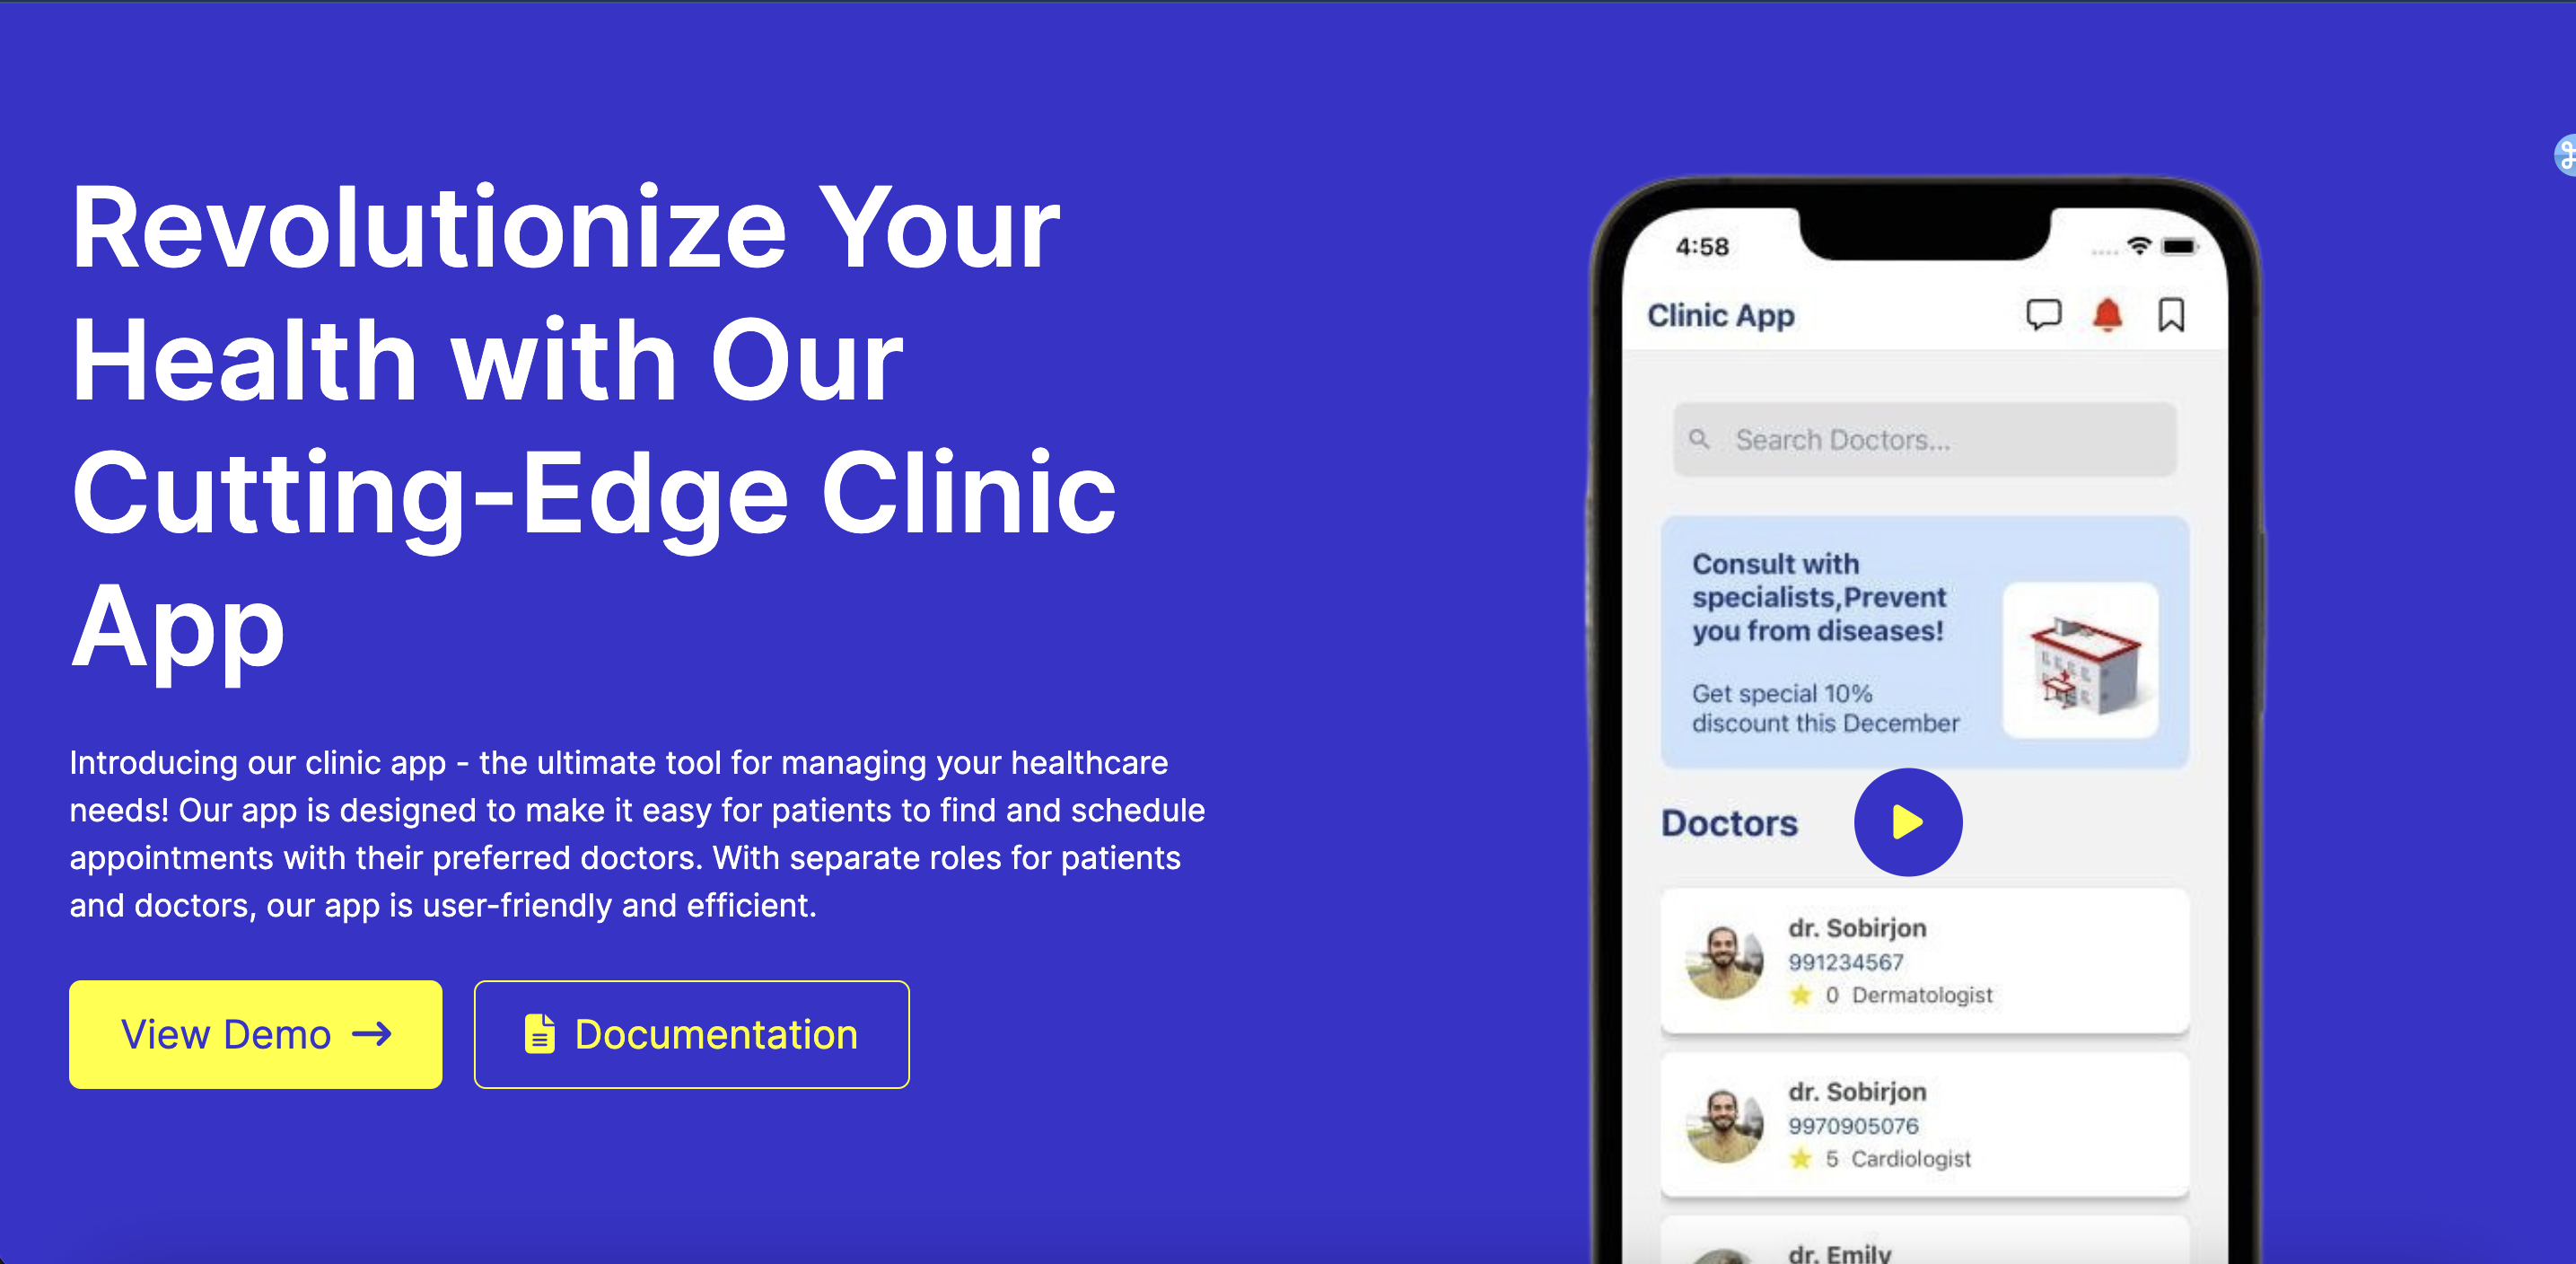 Revolutionize Your
Health with Our
Cutting-Edge Clinic
App
Introducing our clinic app - the ultimate tool for managing your healthcare
needs! Our app is designed to make it easy for patients to find and schedule
appointments with their preferred doctors. With separate roles for patients
and doctors, our app is user-friendly and efficient.
View Demo →
Documentation
4:58
Clinic App
Search Doctors...
Consult with
specialists,Prevent
you from diseases!
Get special 10%
discount this December
Doctors
dr. Sobirjon
991234567
0 Dermatologist
dr. Sobirjon
9970905076
5 Cardiologist
dr. Emily